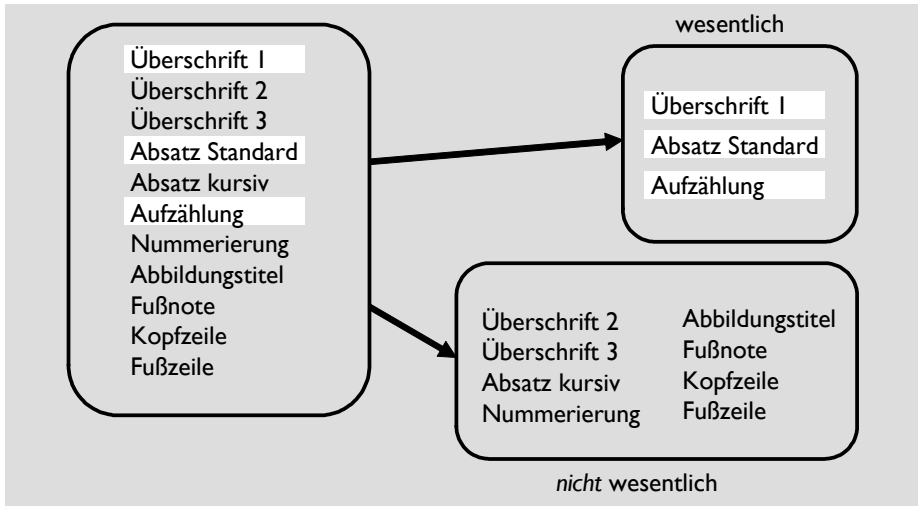 Überschrift 1
Überschrift 2
Überschrift 3
Absatz Standard
Absatz kursiv
Aufzählung
Nummerierung
Abbildungstitel
Fußnote
Kopfzeile
Fußzeile
wesentlich
Überschrift 1
Absatz Standard
Aufzählung
Überschrift 2
Überschrift 3
Absatz kursiv
Nummerierung
Abbildungstitel
Fußnote
Kopfzeile
Fußzeile
nicht wesentlich